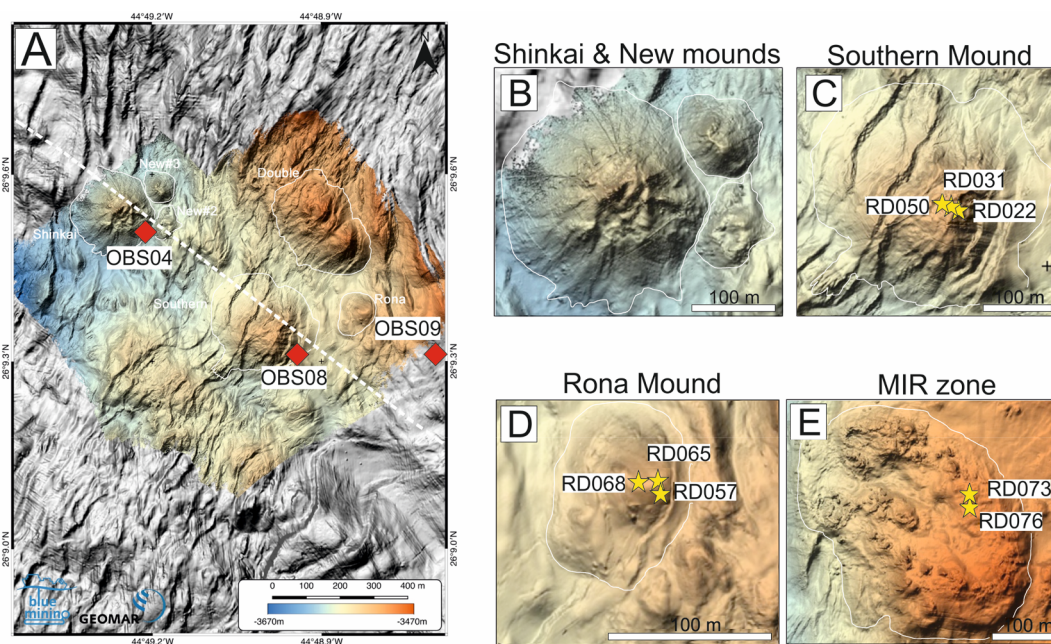 44°49.2'W
44°48.9'W
A
N
26°9.6'N
26°9.6'N
New#3
Double
New#2
Shinkai
OBS04
Southern
Rona
OBS09
26°9.3'N
26°9.3'N
OBS08
26°9.0'N
26°9.0'N
blue
mining
GEOMAR
0 100 200 300 400 m
-3670m -3470m
44°49.2'W
44°48.9'W
Shinkai & New mounds
B
100 m
Southern Mound
C
RD031
RD050
RD022
100 m
Rona Mound
D
RD065
RD068
RD057
100 m
MIR zone
E
RD073
RD076
100 m